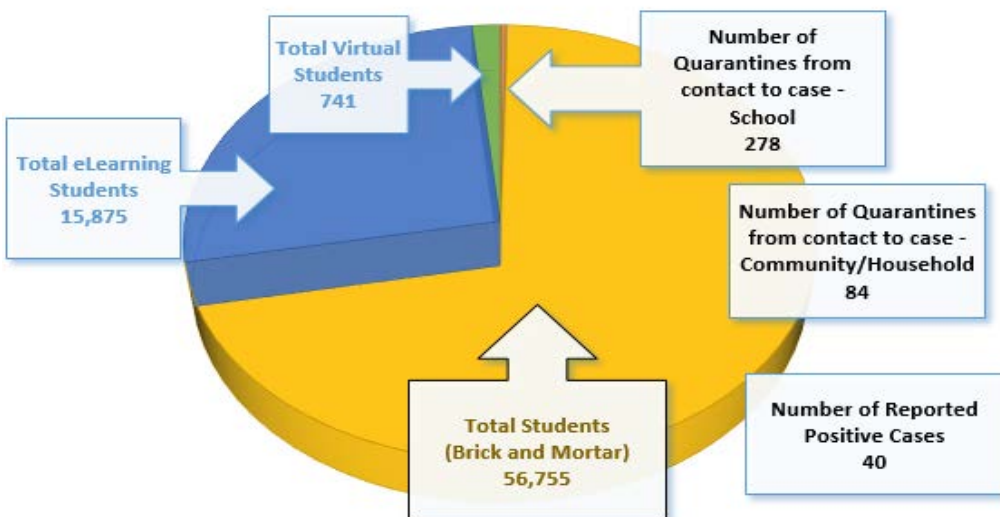 Total Virtual
Students
741
Number of
Quarantines from
contact to case -
School
278
Total eLearning
Students
15,875
Number of Quarantines
from contact to case -
Community/Household
84
Total Students
(Brick and Mortar)
56,755
Number of Reported
Positive Cases
40